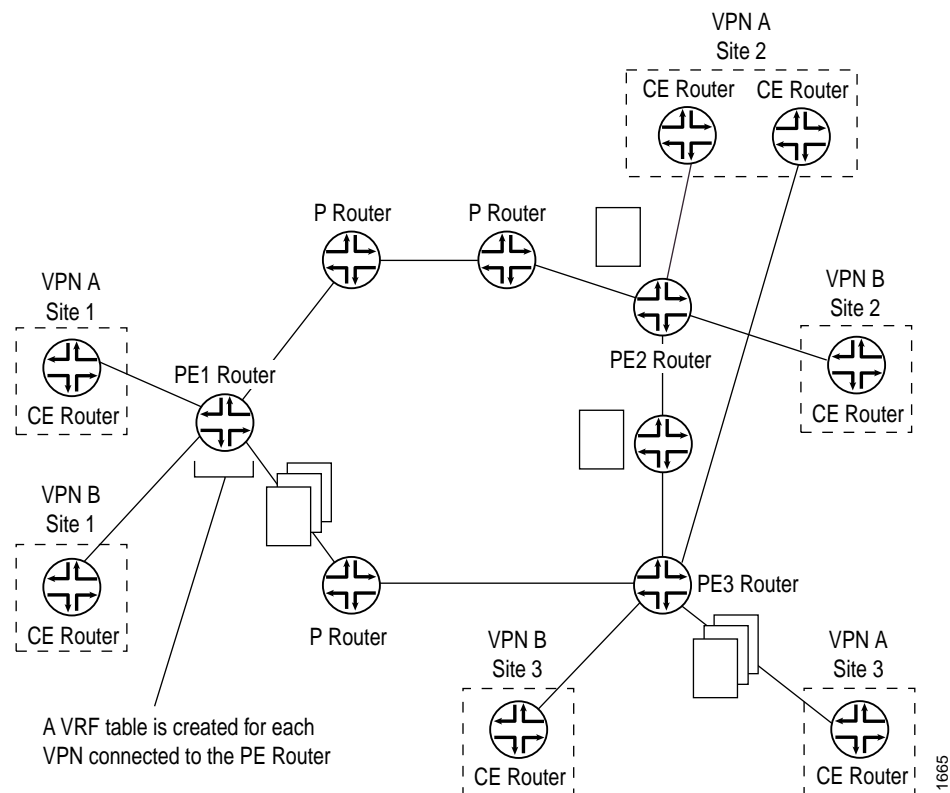 VPN A
Site 2
CE Router
CE Router
P Router
P Router
VPN A
Site 1
CE Router
PE1 Router
PE2 Router
VPN B
Site 2
CE Router
VPN B
Site 1
CE Router
P Router
PE3 Router
VPN B
Site 3
CE Router
VPN A
Site 3
CE Router
A VRF table is created for each
VPN connected to the PE Router
1665